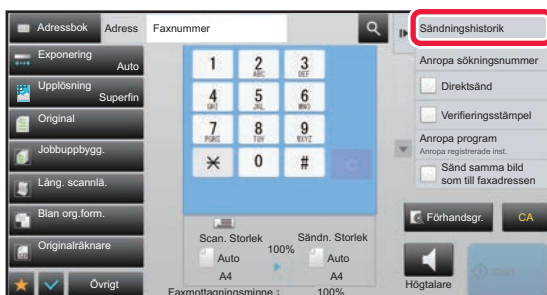 Adressbok
Adress
Faxnummer
Sändningshistorik
Exponering
Auto
Upplösning
Superfin
Original
Jobbuppbygg.
Lång. scannlä.
Blan org.form.
Originalräknare
Övrigt
1
2
ABC
3
DEF
4
GHI
5
JKL
6
MNO
7
PQRS
8
TUV
9
WXYZ
0
#
C
Scan. Storlek
100%
Sändn. Storlek
Auto
A4
Auto
A4
Faxmottagningsminne :
100%
Anropa sökningsnummer
Direktsänd
Verifieringsstämpel
Anropa program
Anropa registrerade inst.
Sänd samma bild
som till faxadressen
Förhandsgr.
CA
Högtalare
Start